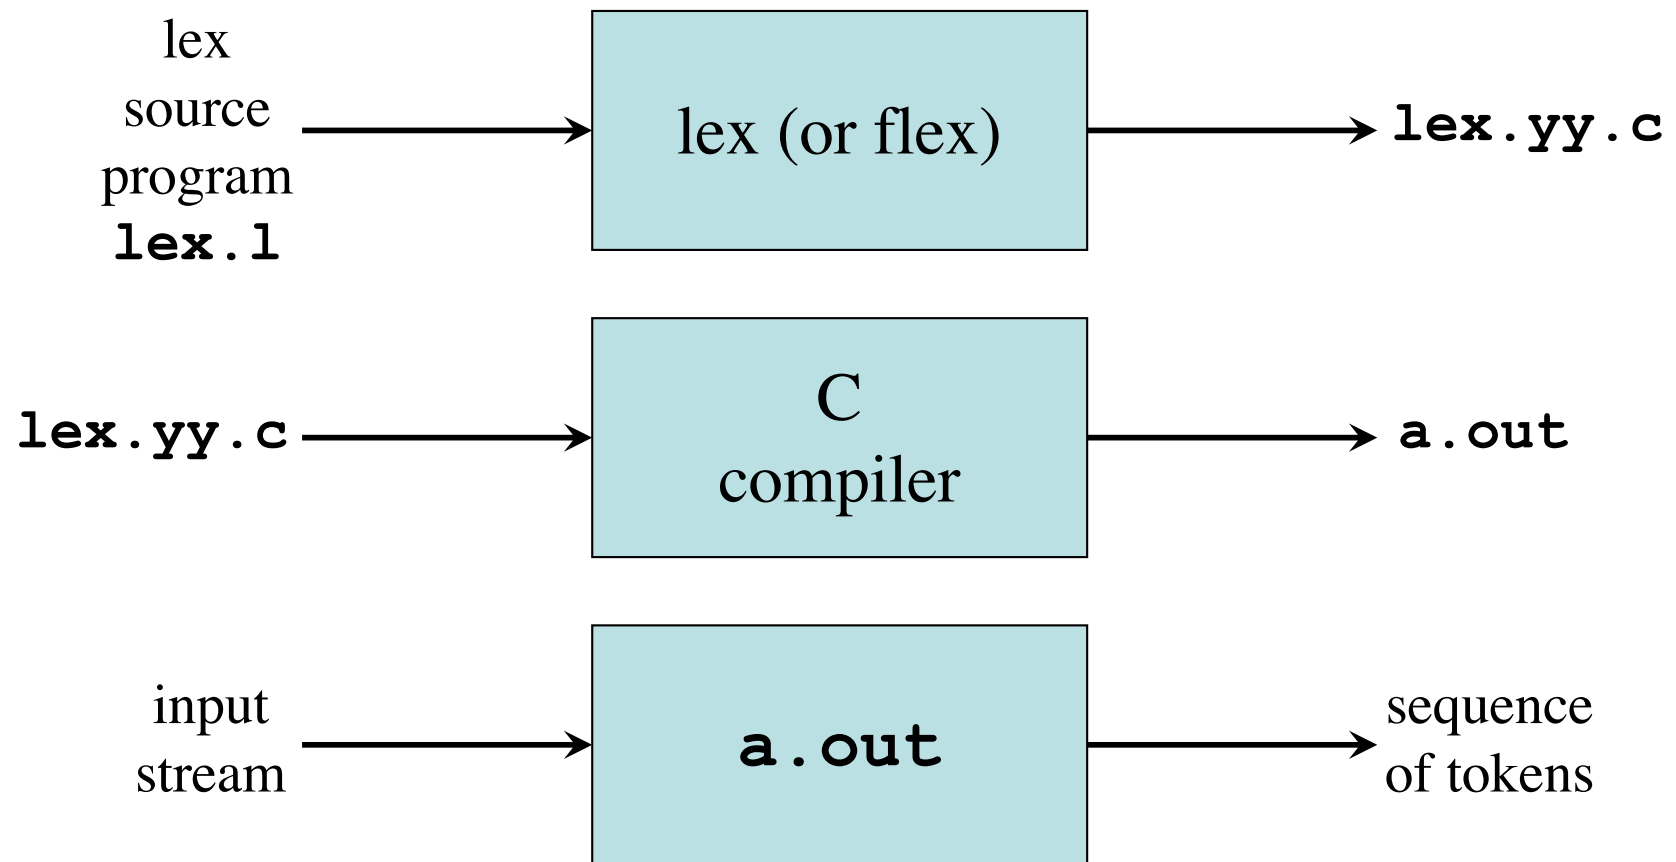 lex
source
program
lex.l
lex (or flex)
lex.yy.c
lex.yy.c
C
compiler
a.out
input
stream
a.out
sequence
of tokens